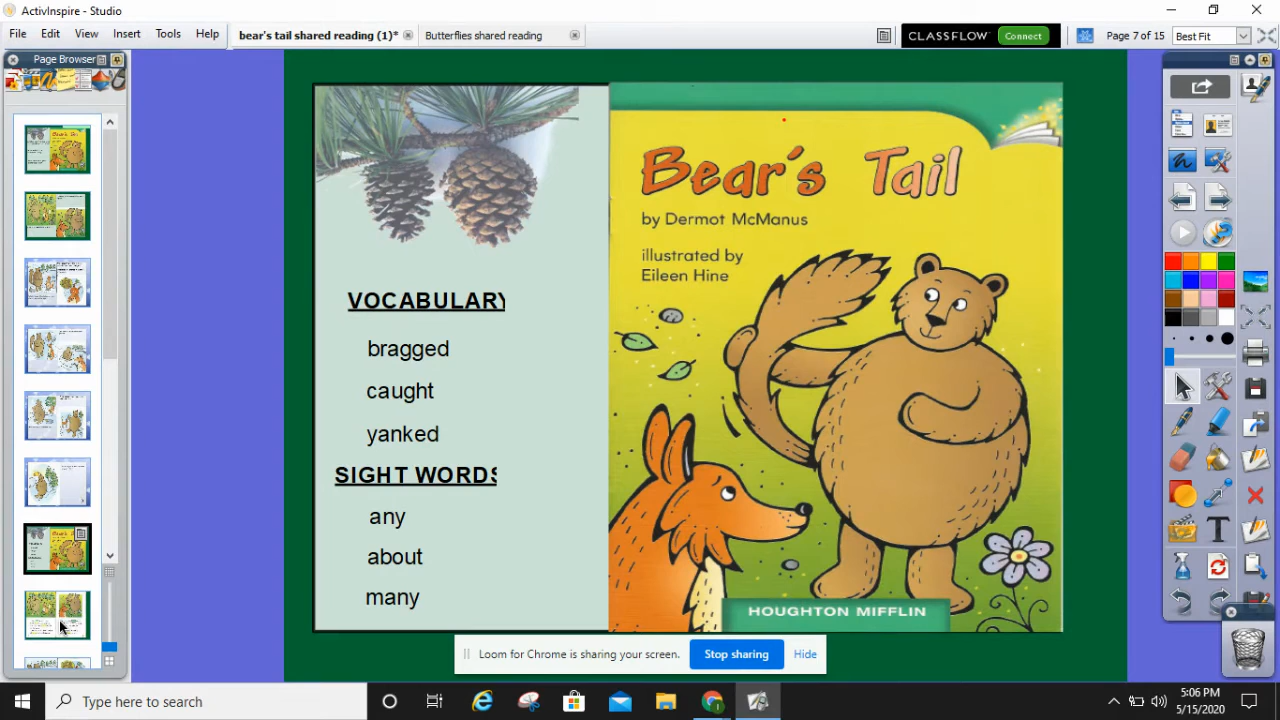 ActivInspire - Studio
File Edit View Insert Tools Help
bear's tail shared reading (1)*
Butterflies shared reading
CLASSFLOW Connect
Page 7 of 15
Best Fit
Page Browser
VOCABULARY
bragged
caught
yanked
SIGHT WORDS
any
about
many
Bear's Tail
by Dermot McManus
illustrated by
Eileen Hine
HOUGHTON MIFFLIN
Loom for Chrome is sharing your screen.
Stop sharing
Hide
Type here to search
5:06 PM
5/15/2020